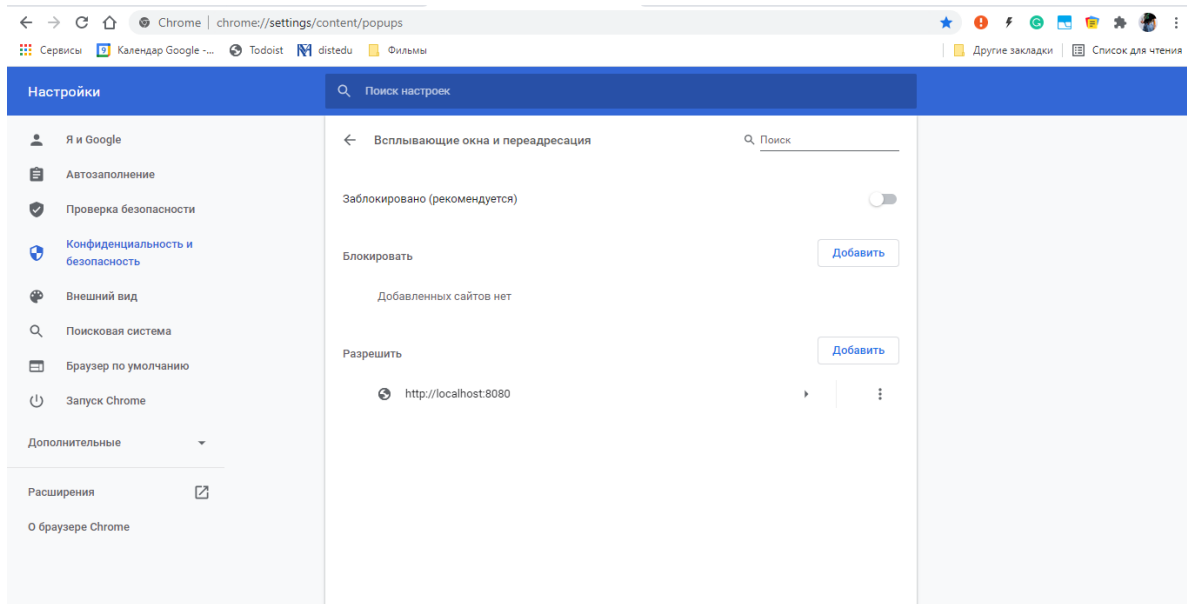 Chrome | chrome://settings/content/popups
Сервисы 9 Календар Google -... Todoist distedu Фильмы Другие закладки Список для чтения
Настройки
Поиск настроек
Я и Google
Автозаполнение
Проверка безопасности
Конфиденциальность и
безопасность
Внешний вид
Поисковая система
Браузер по умолчанию
Запуск Chrome
Дополнительные
Расширения
О браузере Chrome
Всплывающие окна и переадресация
Поиск
Заблокировано (рекомендуется)
Блокировать
Добавить
Добавленных сайтов нет
Разрешить
Добавить
http://localhost:8080